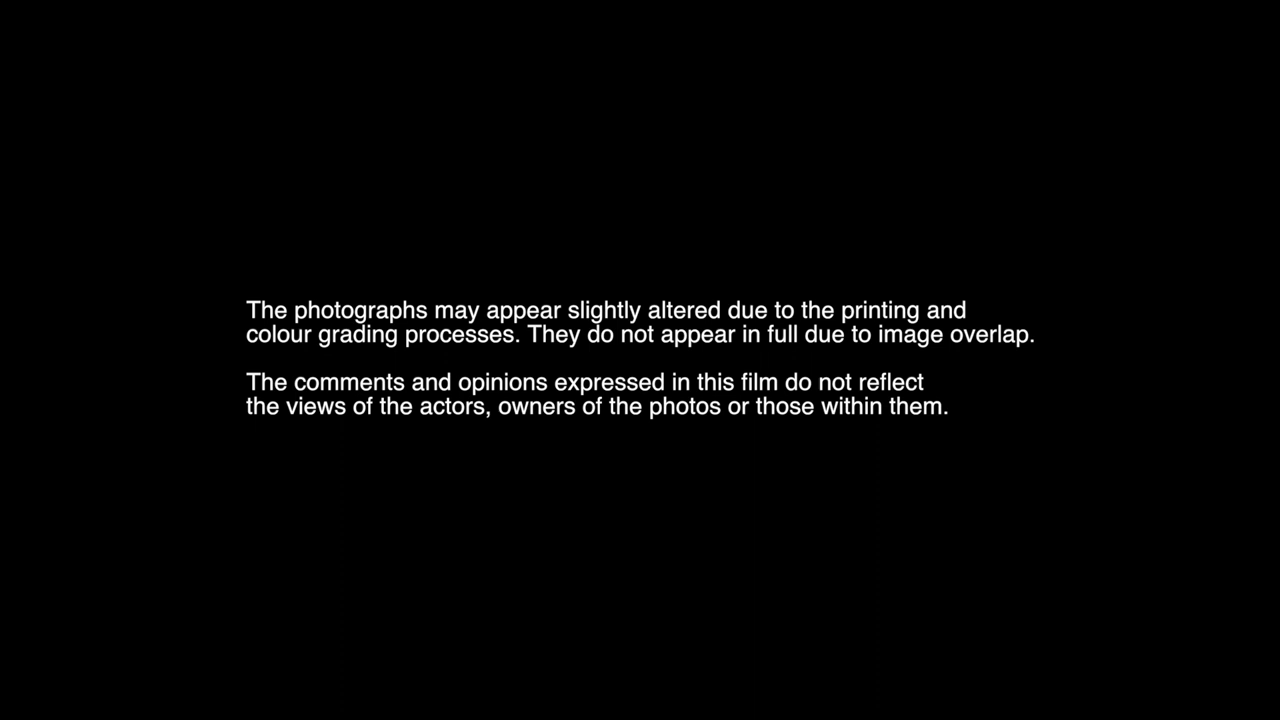 The photographs may appear slightly altered due to the printing and
colour grading processes. They do not appear in full due to image overlap.
The comments and opinions expressed in this film do not reflect
the views of the actors, owners of the photos or those within them.